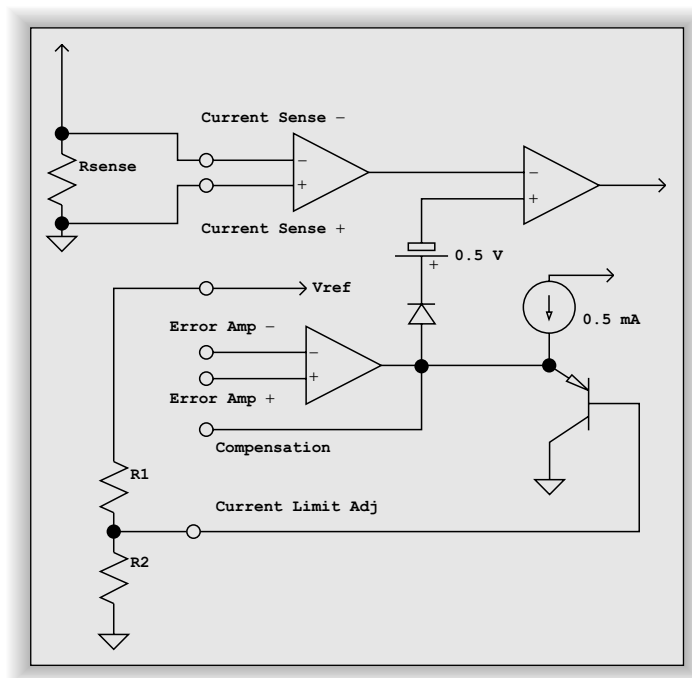 Current Sense −
Rsense
−
+
−
+
Current Sense +
+
0.5 V
Vref
0.5 mA
Error Amp −
−
+
Error Amp +
Compensation
R1
Current Limit Adj
R2